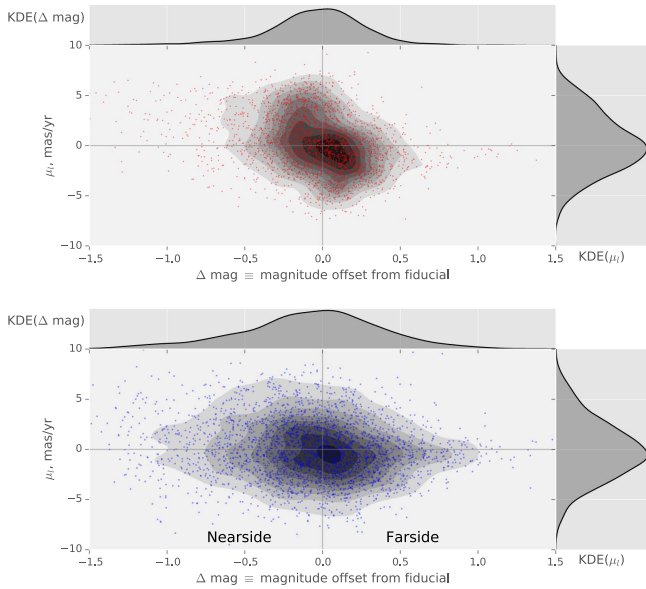 KDE(Δ mag)
10
5
0
−5
−10
μl, mas/yr
−1.5 −1.0 −0.5 0.0 0.5 1.0 1.5
KDE(μl)
Δ mag ≡ magnitude offset from fiducial
KDE(Δ mag)
10
5
0
−5
−10
μl, mas/yr
Nearside Farside
−1.5 −1.0 −0.5 0.0 0.5 1.0 1.5
KDE(μl)
Δ mag ≡ magnitude offset from fiducial